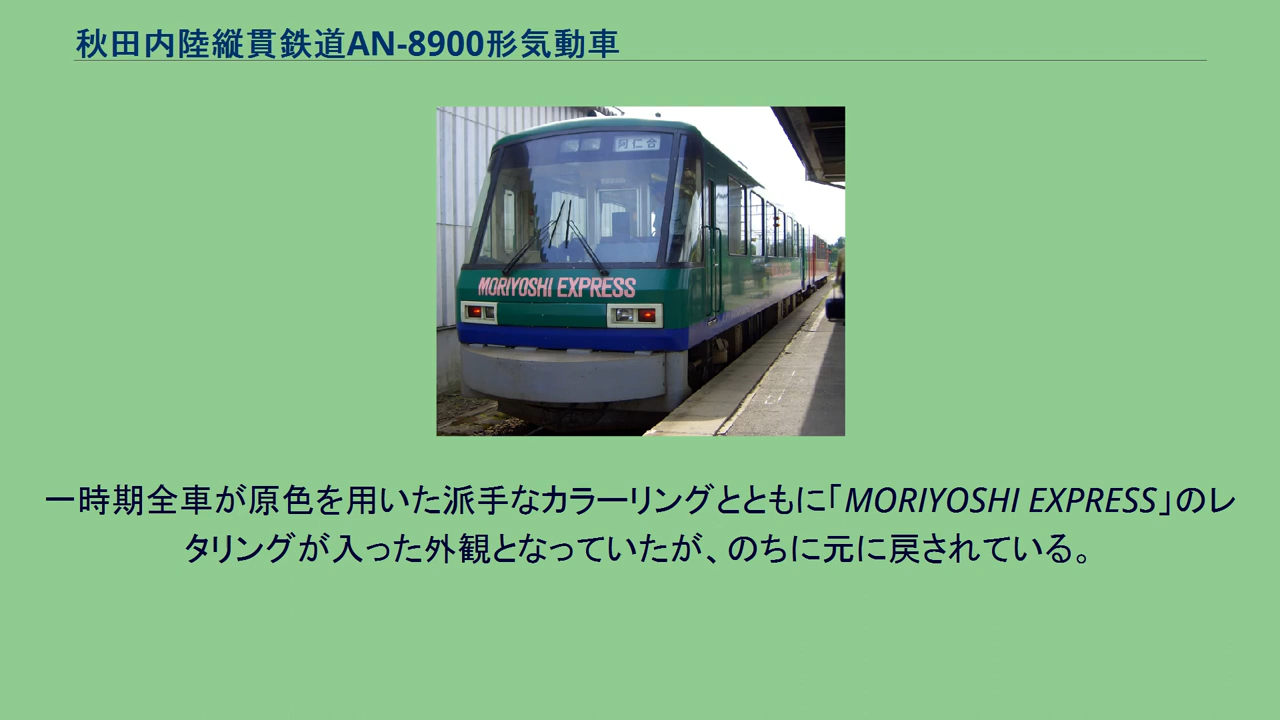 秋田内陸縦貫鉄道AN-8900形気動車
阿仁合
MORIYOSHI EXPRESS
一時期全車が原色を用いた派手なカラーリングとともに「MORIYOSHI EXPRESS」のレ
タリングが入った外観となっていたが、のちに元に戻されている。